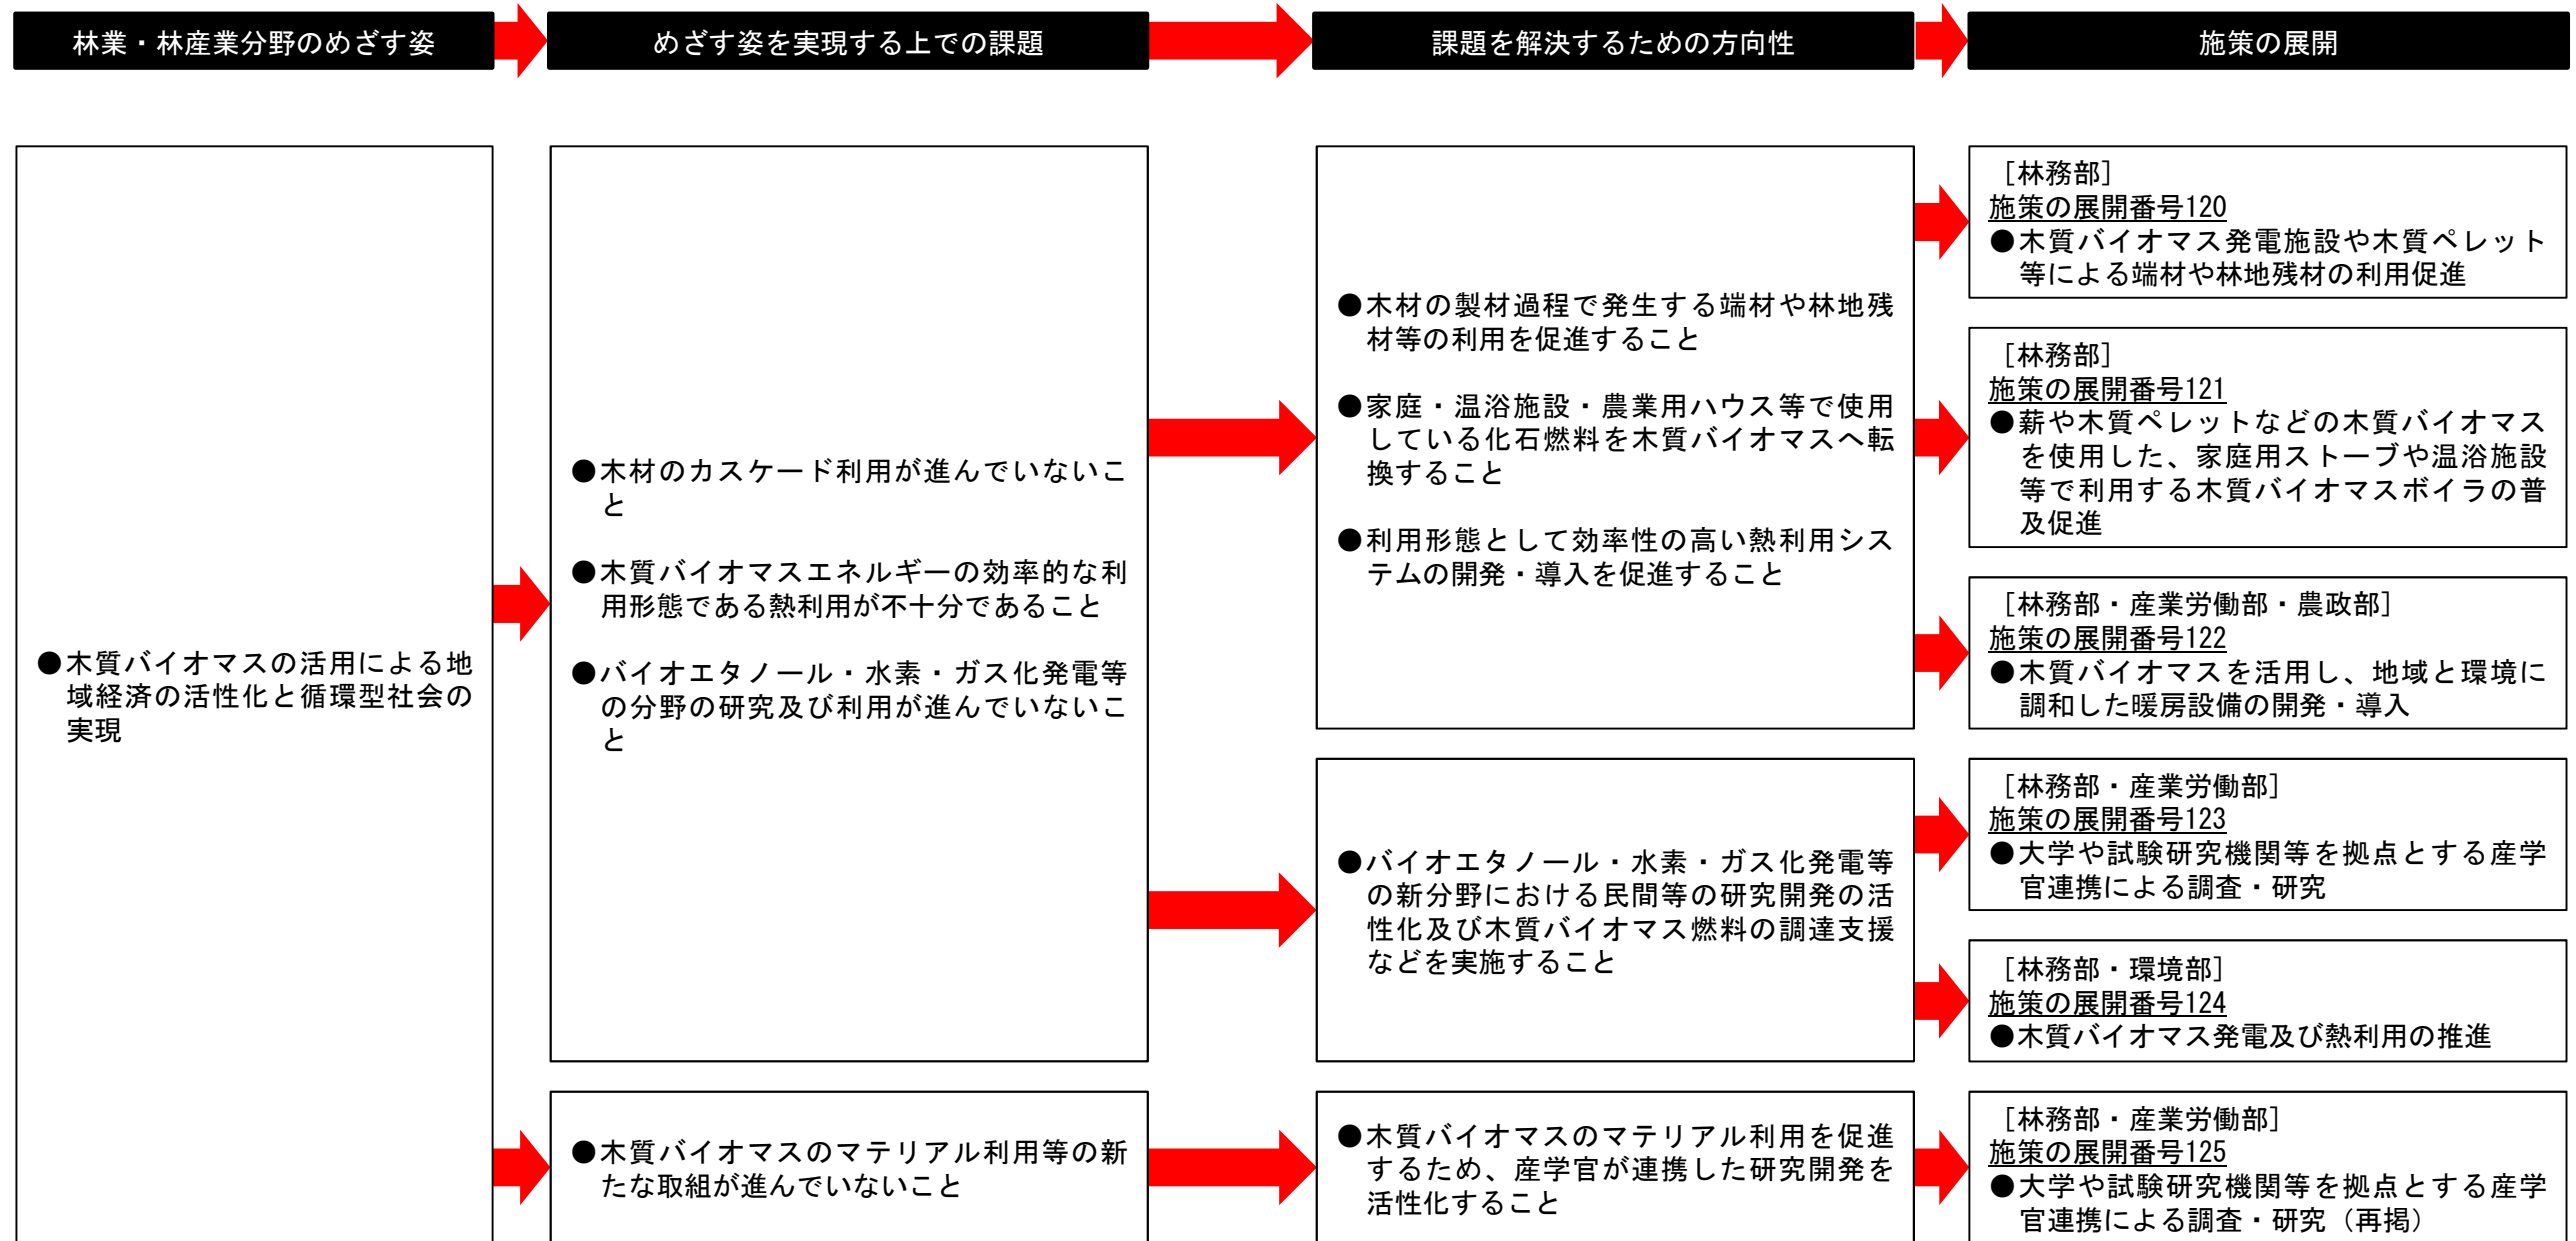 林業・林産業分野のめざす姿
めざす姿を実現する上での課題
課題を解決するための方向性
施策の展開
●木質バイオマスの活用による地
域経済の活性化と循環型社会の
実現
●木材のカスケード利用が進んでいないこ
と
●木質バイオマスエネルギーの効率的な利
用形態である熱利用が不十分であること
●バイオエタノール・水素・ガス化発電等
の分野の研究及び利用が進んでいないこ
と
●木材の製材過程で発生する端材や林地残
材等の利用を促進すること
●家庭・温浴施設・農業用ハウス等で使用
している化石燃料を木質バイオマスへ転
換すること
●利用形態として効率性の高い熱利用シス
テムの開発・導入を促進すること
［林務部］
施策の展開番号120
●木質バイオマス発電施設や木質ペレット
等による端材や林地残材の利用促進
［林務部］
施策の展開番号121
●薪や木質ペレットなどの木質バイオマス
を使用した、家庭用ストーブや温浴施設
等で利用する木質バイオマスボイラの普
及促進
［林務部・産業労働部・農政部］
施策の展開番号122
●木質バイオマスを活用し、地域と環境に
調和した暖房設備の開発・導入
●バイオエタノール・水素・ガス化発電等
の新分野における民間等の研究開発の活
性化及び木質バイオマス燃料の調達支援
などを実施すること
［林務部・産業労働部］
施策の展開番号123
●大学や試験研究機関等を拠点とする産学
官連携による調査・研究
［林務部・環境部］
施策の展開番号124
●木質バイオマス発電及び熱利用の推進
●木質バイオマスのマテリアル利用等の新
たな取組が進んでいないこと
●木質バイオマスのマテリアル利用を促進
するため、産学官が連携した研究開発を
活性化すること
［林務部・産業労働部］
施策の展開番号125
●大学や試験研究機関等を拠点とする産学
官連携による調査・研究（再掲）